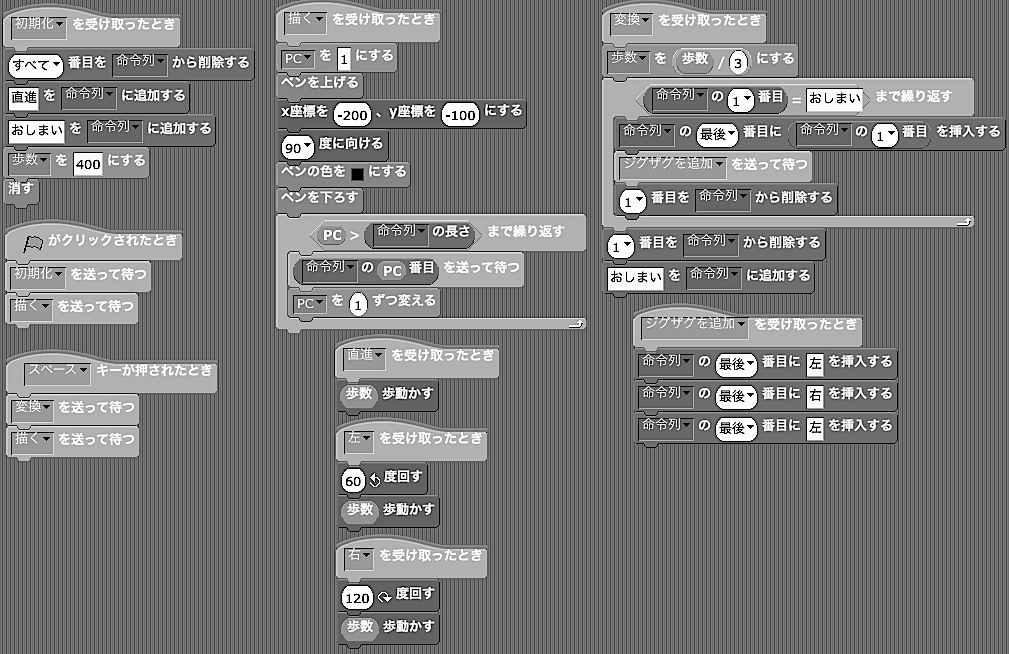 初期化 を受け取ったとき
すべて 番目を 命令列 から削除する
直進 を 命令列 に追加する
おしまい を 命令列 に追加する
歩数 を 400 にする
消す
がクリックされたとき
初期化 を送って待つ
描く を送って待つ
スペース キーが押されたとき
変換 を送って待つ
描く を送って待つ
描く を受け取ったとき
PC を 1 にする
ペンを上げる
x座標を -200 、y座標を -100 にする
90 度に向ける
ペンの色を にする
ペンを下ろす
PC > 命令列 の長さ まで繰り返す
命令列 の PC 番目 を送って待つ
PC を 1 ずつ変える
直進 を受け取ったとき
歩数 歩動かす
左 を受け取ったとき
60 度回す
歩数 歩動かす
右 を受け取ったとき
120 度回す
歩数 歩動かす
変換 を受け取ったとき
歩数 を 歩数 / 3 にする
命令列 の 1 番目 = おしまい まで繰り返す
命令列 の 最後 番目に 命令列 の 1 番目 を挿入する
ジグザグを追加 を送って待つ
1 番目を 命令列 から削除する
1 番目を 命令列 から削除する
おしまい を 命令列 に追加する
ジグザグを追加 を受け取ったとき
命令列 の 最後 番目に 左 を挿入する
命令列 の 最後 番目に 右 を挿入する
命令列 の 最後 番目に 左 を挿入する